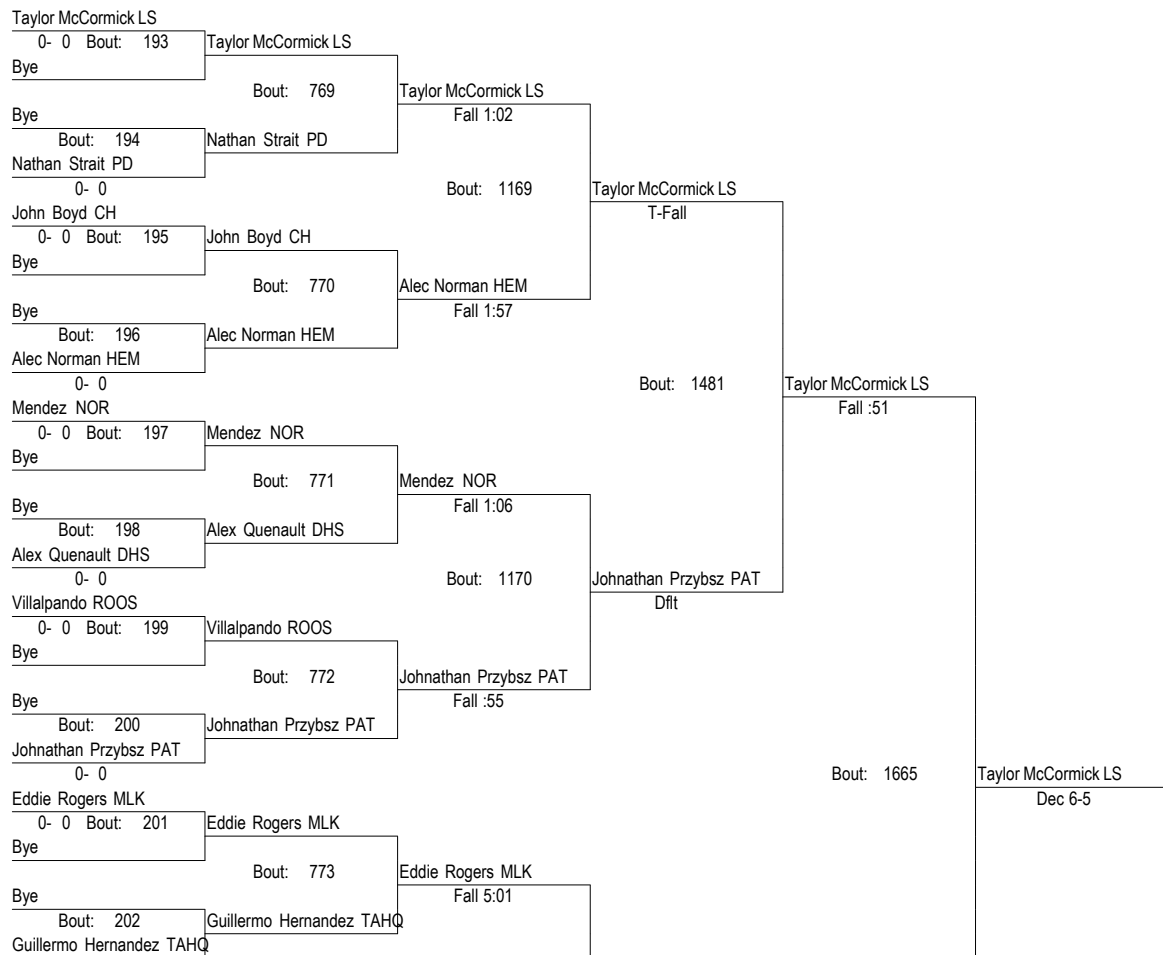 Taylor McCormick LS
0- 0 Bout: 193 Taylor McCormick LS
Bye
Bout: 769 Taylor McCormick LS
Bye Fall 1:02
Bout: 194 Nathan Strait PD
Nathan Strait PD
0- 0 Bout: 1169 Taylor McCormick LS
John Boyd CH T-Fall
0- 0 Bout: 195 John Boyd CH
Bye
Bout: 770 Alec Norman HEM
Bye Fall 1:57
Bout: 196 Alec Norman HEM
Alec Norman HEM
0- 0 Bout: 1481 Taylor McCormick LS
Mendez NOR Fall :51
0- 0 Bout: 197 Mendez NOR
Bye
Bout: 771 Mendez NOR
Bye Fall 1:06
Bout: 198 Alex Quenault DHS
Alex Quenault DHS
0- 0 Bout: 1170 Johnathan Przybsz PAT
Villalpando ROOS Dflt
0- 0 Bout: 199 Villalpando ROOS
Bye
Bout: 772 Johnathan Przybsz PAT
Bye Fall :55
Bout: 200 Johnathan Przybsz PAT
Johnathan Przybsz PAT
0- 0 Bout: 1665 Taylor McCormick LS
Eddie Rogers MLK Dec 6-5
0- 0 Bout: 201 Eddie Rogers MLK
Bye
Bout: 773 Eddie Rogers MLK
Bye Fall 5:01
Bout: 202 Guillermo Hernandez TAHQ
Guillermo Hernandez TAHQ